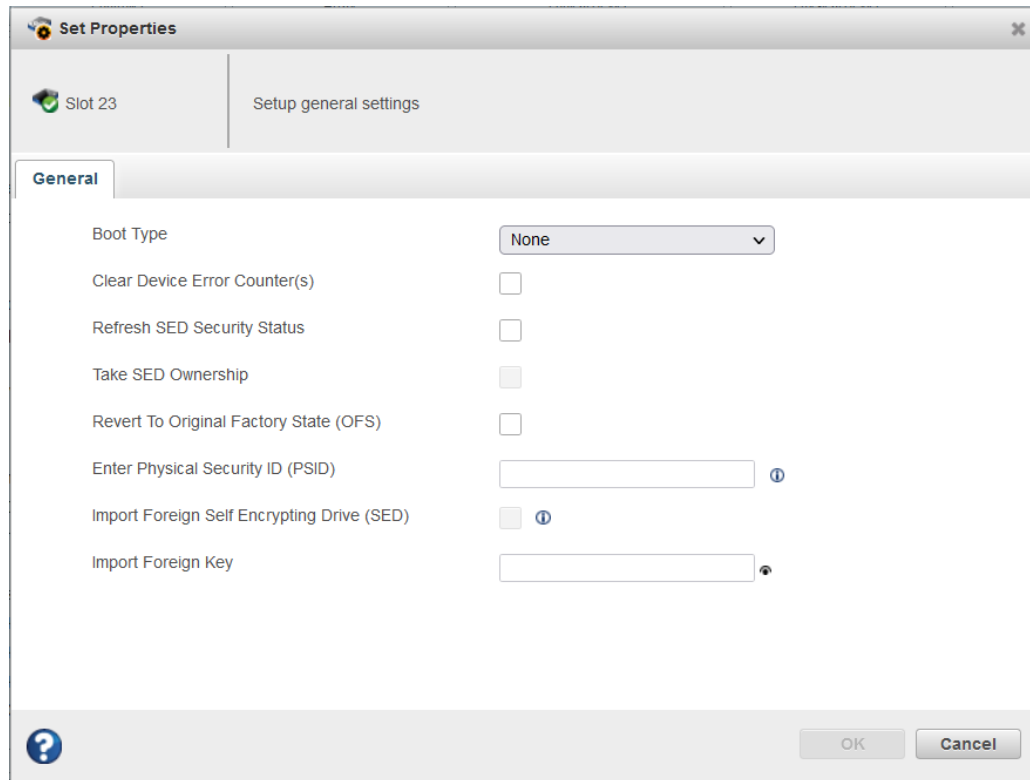 Set Properties
Slot 23
Setup general settings
General
Boot Type
None
Clear Device Error Counter(s)
Refresh SED Security Status
Take SED Ownership
Revert To Original Factory State (OFS)
Enter Physical Security ID (PSID)
Import Foreign Self Encrypting Drive (SED)
Import Foreign Key
OK
Cancel